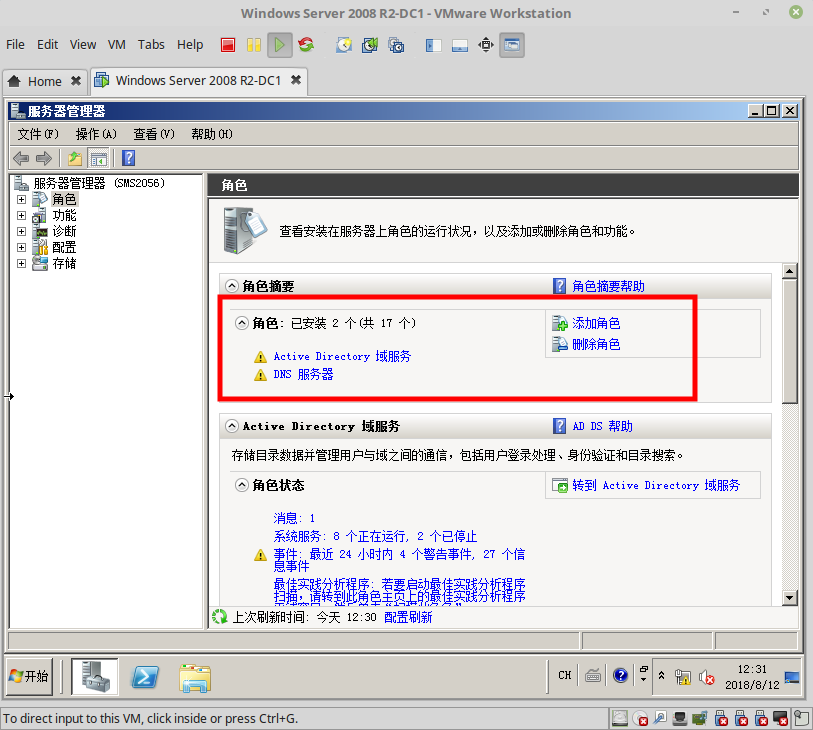 Windows Server 2008 R2-DC1 - VMware Workstation
File Edit View VM Tabs Help
Home Windows Server 2008 R2-DC1
服务器管理器
文件(F) 操作(A) 查看(V) 帮助(H)
服务器管理器 (SMS2056)
角色
功能
诊断
配置
存储
角色
查看安装在服务器上角色的运行状况，以及添加或删除角色和功能。
角色摘要
角色摘要帮助
角色: 已安装 2 个(共 17 个)
添加角色
删除角色
Active Directory 域服务
DNS 服务器
Active Directory 域服务
AD DS 帮助
存储目录数据并管理用户与域之间的通信，包括用户登录处理、身份验证和目录搜索。
角色状态
转到 Active Directory 域服务
消息: 1
系统服务: 8 个正在运行, 2 个已停止
事件: 最近 24 小时内 4 个警告事件, 27 个信
息事件
最佳实践分析程序: 若要启动最佳实践分析程序
扫描，请转到此角色主页上的最佳实践分析程序
上次刷新时间: 今天 12:30 配置刷新
开始
CH
12:31
2018/8/12
To direct input to this VM, click inside or press Ctrl+G.